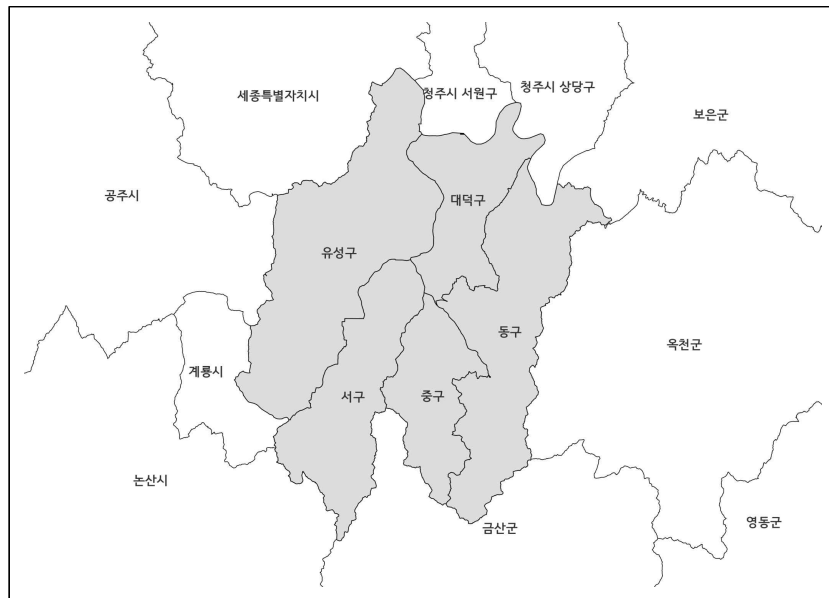 청주시 상당구
청주시 서원구
세종특별자치시
보은군
공주시
대덕구
유성구
동구
옥천군
계룡시
서구
중구
논산시
영동군
금산군